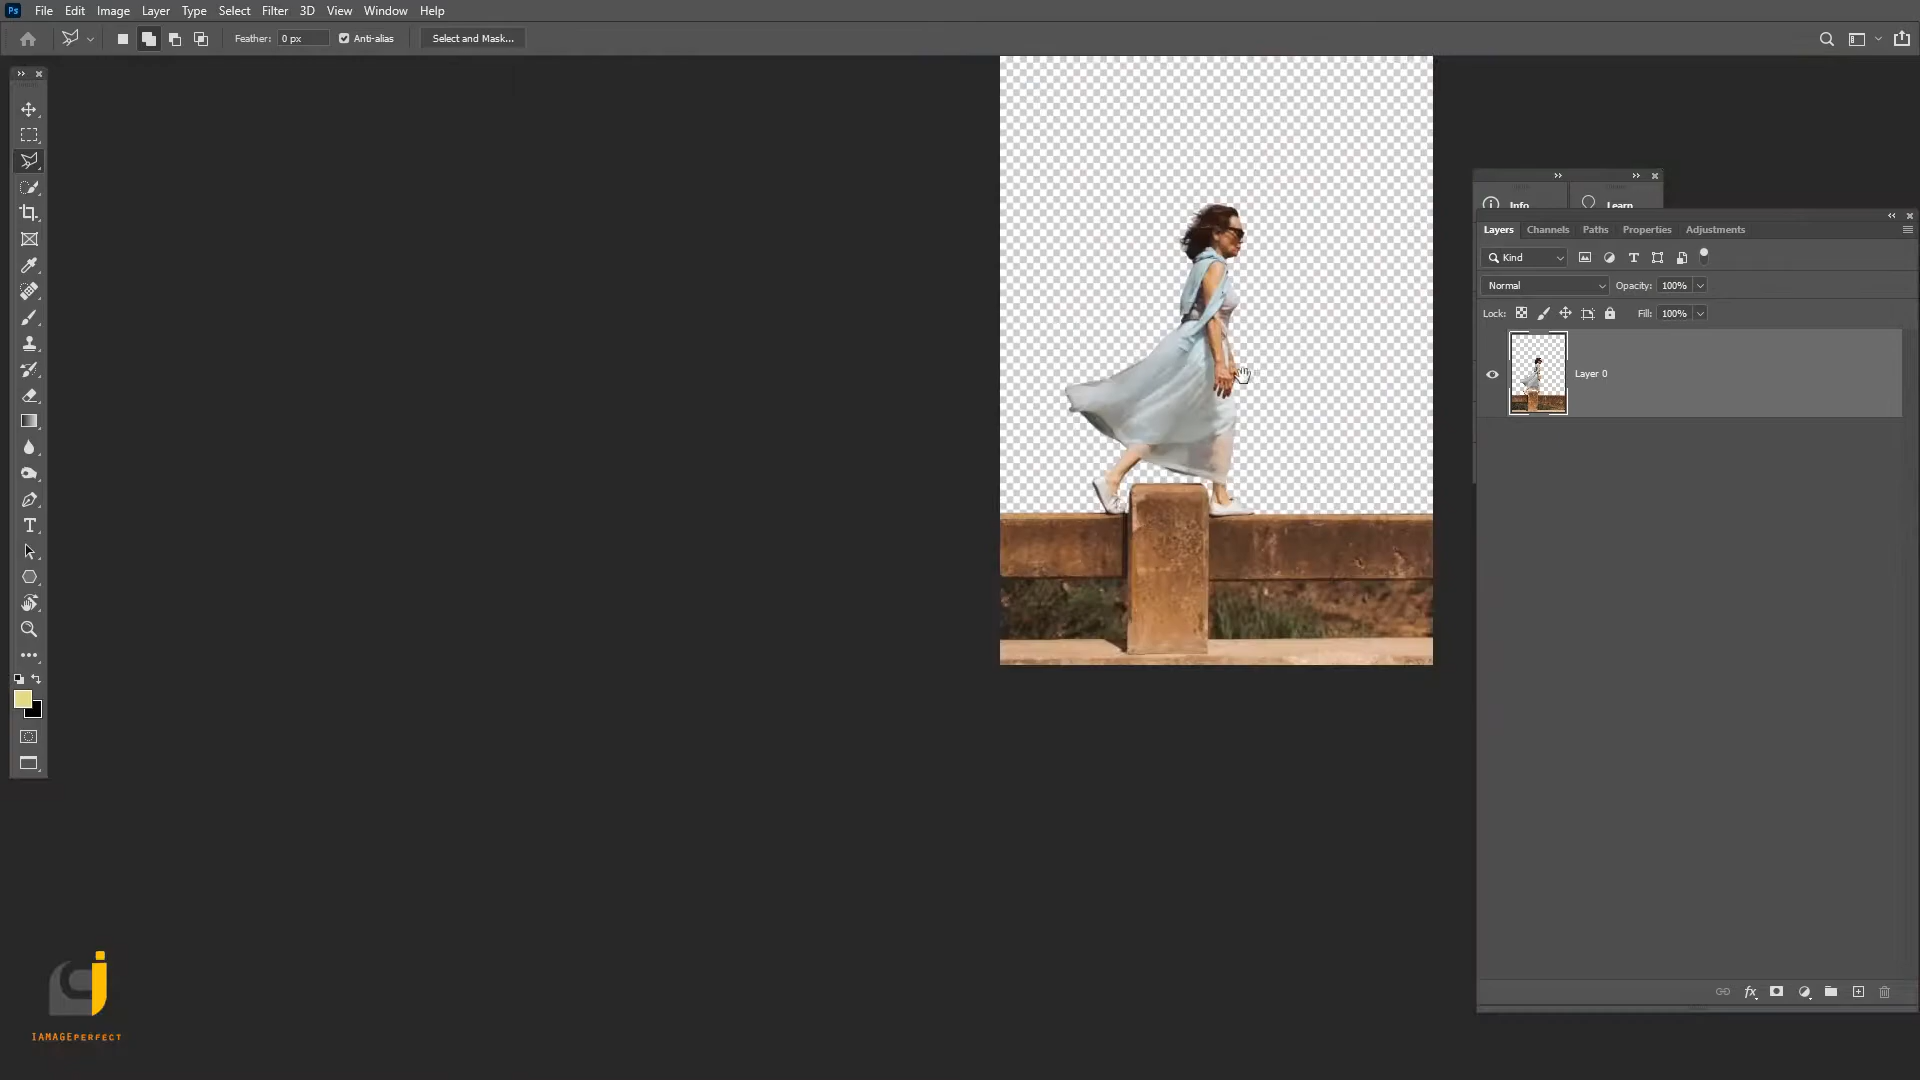 Ps File Edit Image Layer Type Select Filter 3D View Window Help
Feather: 0 px Anti-alias Select and Mask...
Info Learn
Layers Channels Paths Properties Adjustments
Kind
Normal Opacity: 100%
Lock: Fill: 100%
Layer 0
IAMAGEPERFECT